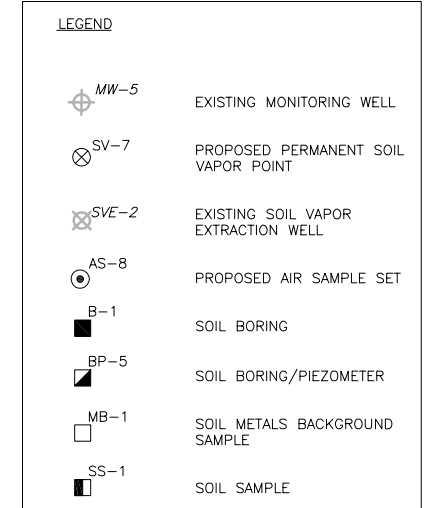 LEGEND
MW-5
EXISTING MONITORING WELL
SV-7
PROPOSED PERMANENT SOIL
VAPOR POINT
SVE-2
EXISTING SOIL VAPOR
EXTRACTION WELL
AS-8
PROPOSED AIR SAMPLE SET
B-1
SOIL BORING
BP-5
SOIL BORING/PIEZOMETER
MB-1
SOIL METALS BACKGROUND
SAMPLE
SS-1
SOIL SAMPLE